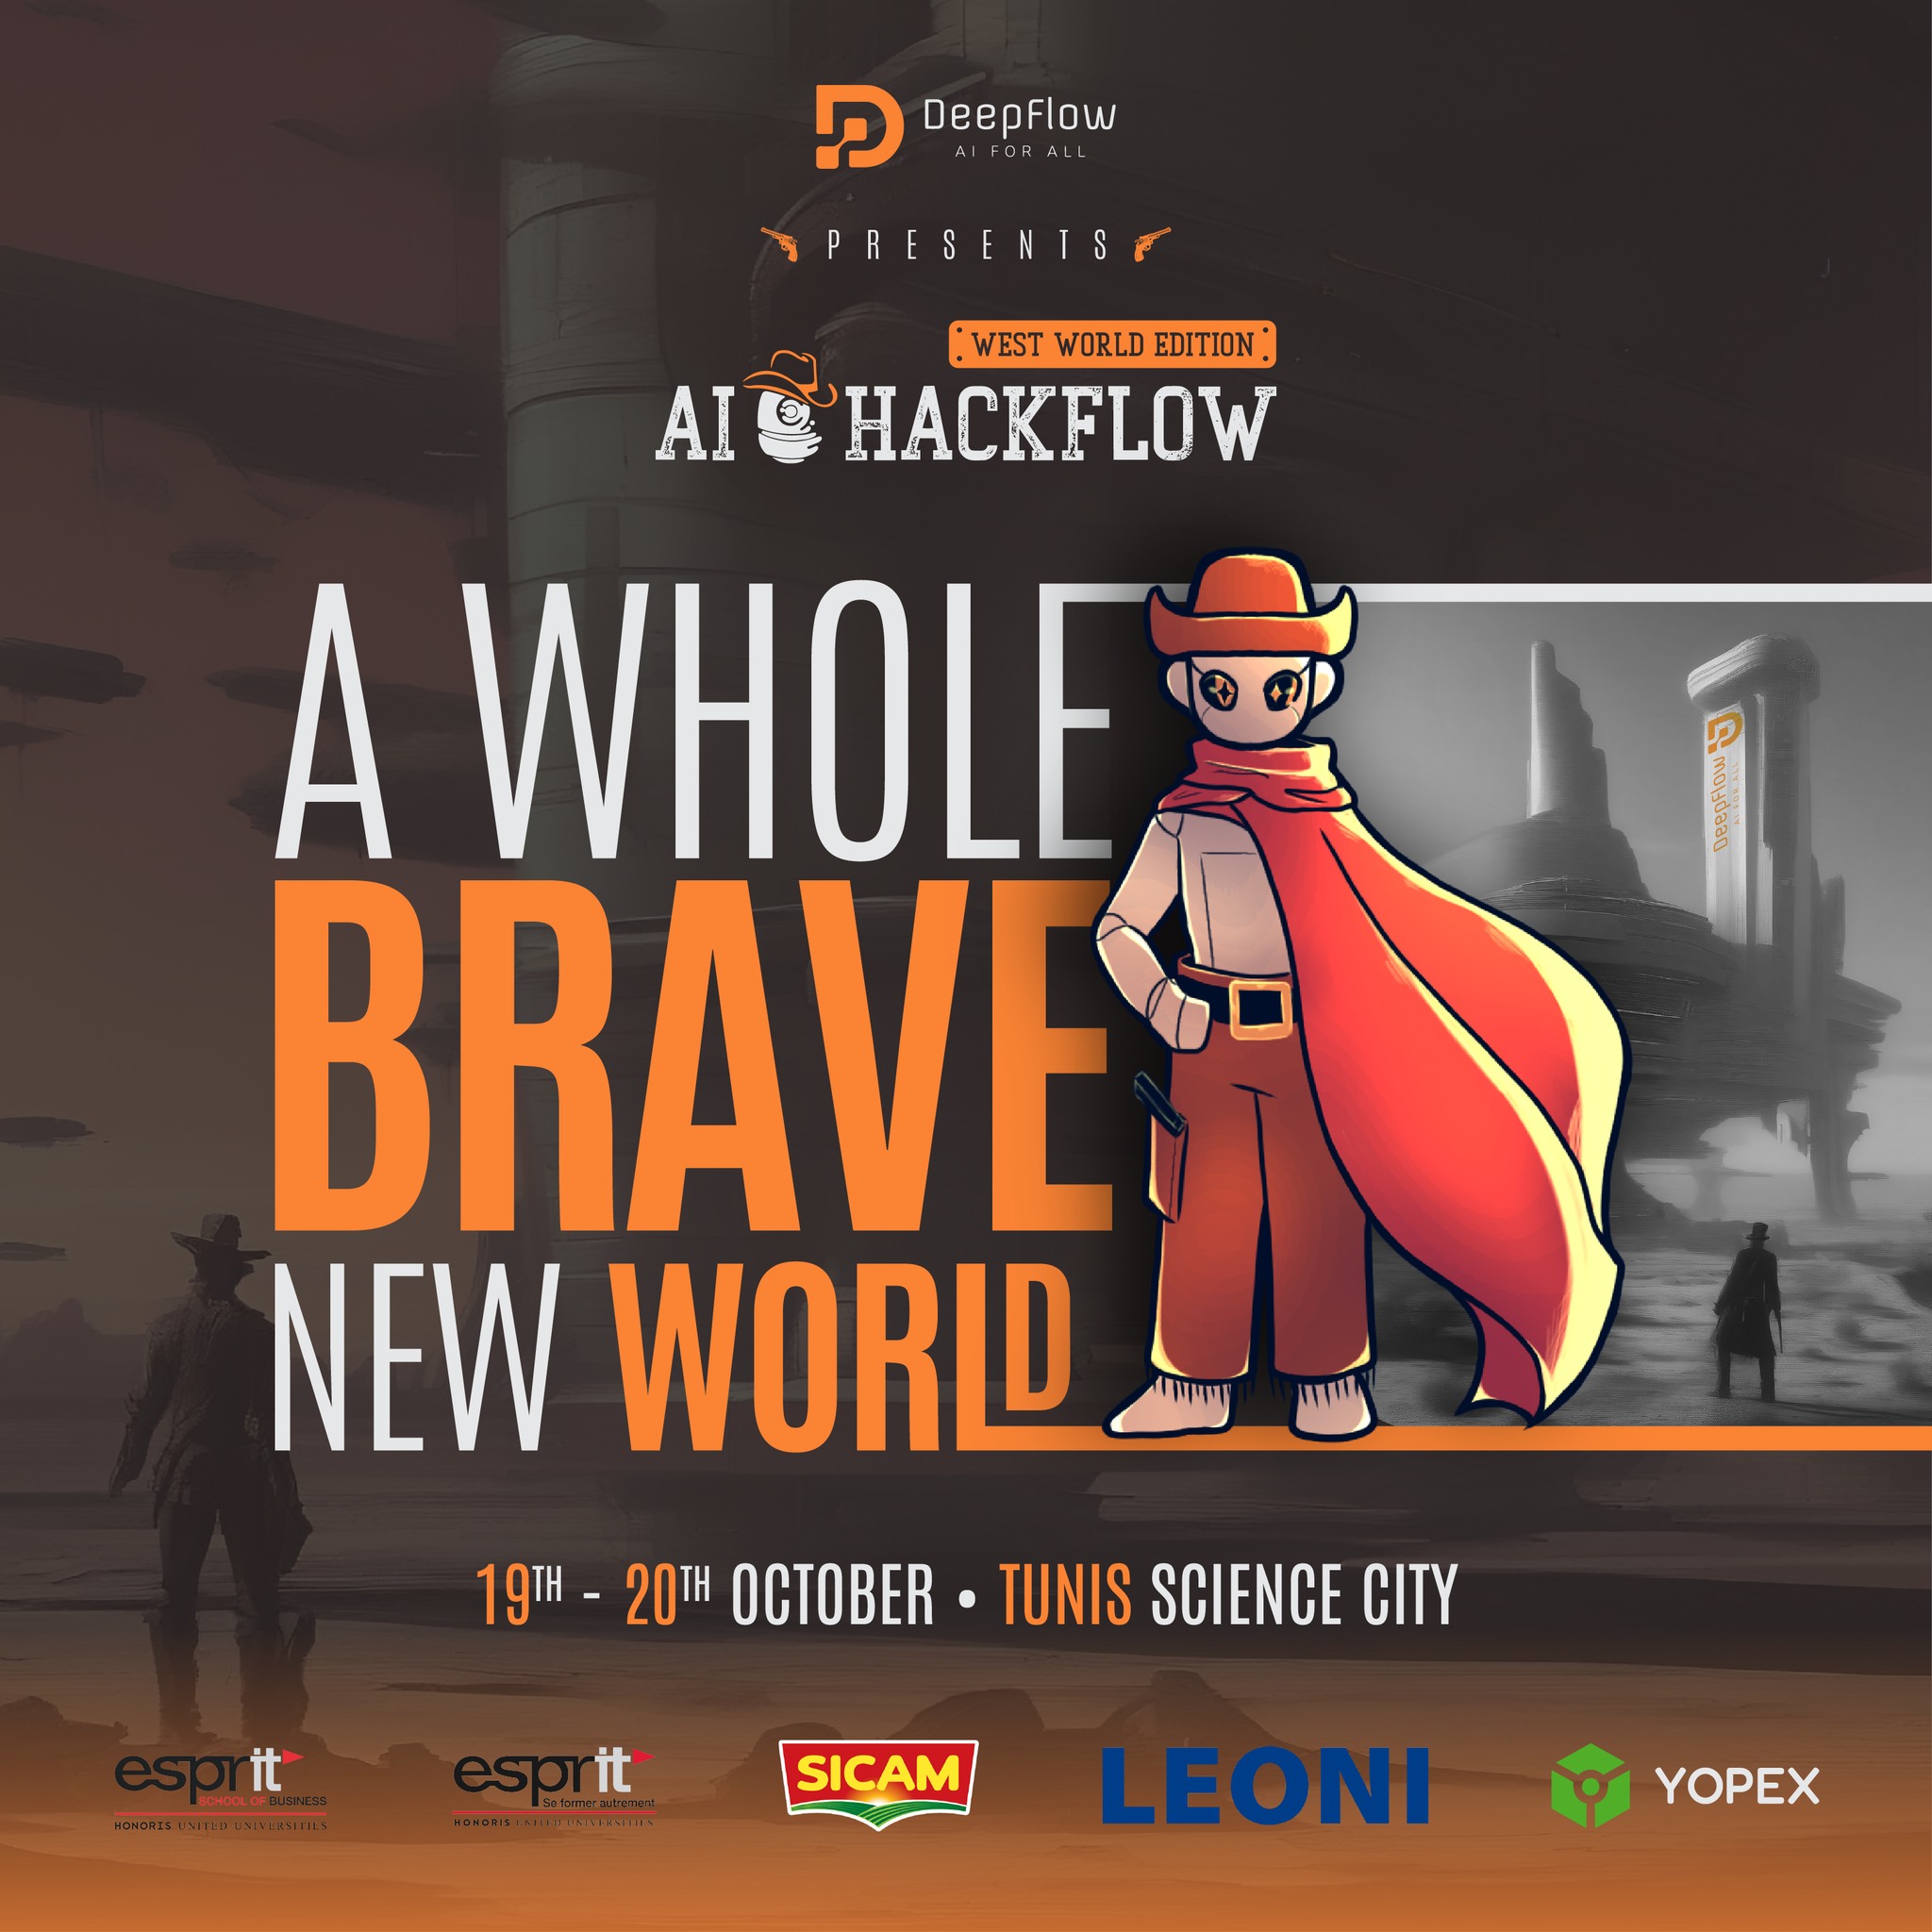 DeepFlow
AI FOR ALL
PRESENTS
WEST WORLD EDITION
AI HACKFLOW
A WHOLE
BRAVE
NEW WORLD
DeepFlow
AI FOR ALL
19TH - 20TH OCTOBER • TUNIS SCIENCE CITY
esprit
SCHOOL OF BUSINESS
HONORIS UNITED UNIVERSITIES
esprit
Se former autrement
HONORIS UNITED UNIVERSITIES
SICAM
LEONI
YOPEX